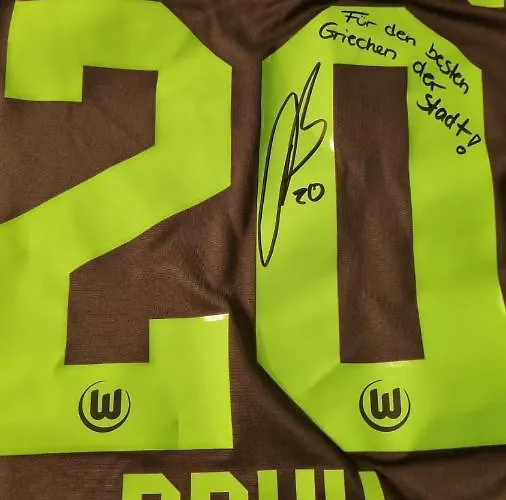 20
Für den besten
Griechen der
Stadt!
20
W W